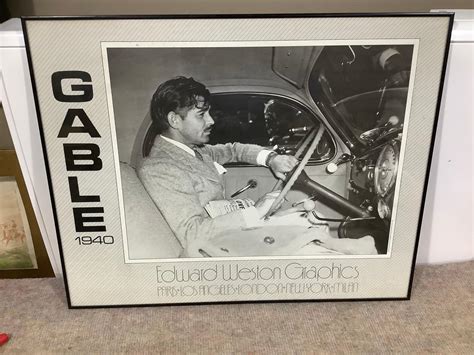 GABLE
1940
Edward Weston Graphics
PARIS•LOS ANGELES•LONDON•NEW YORK•MILAN